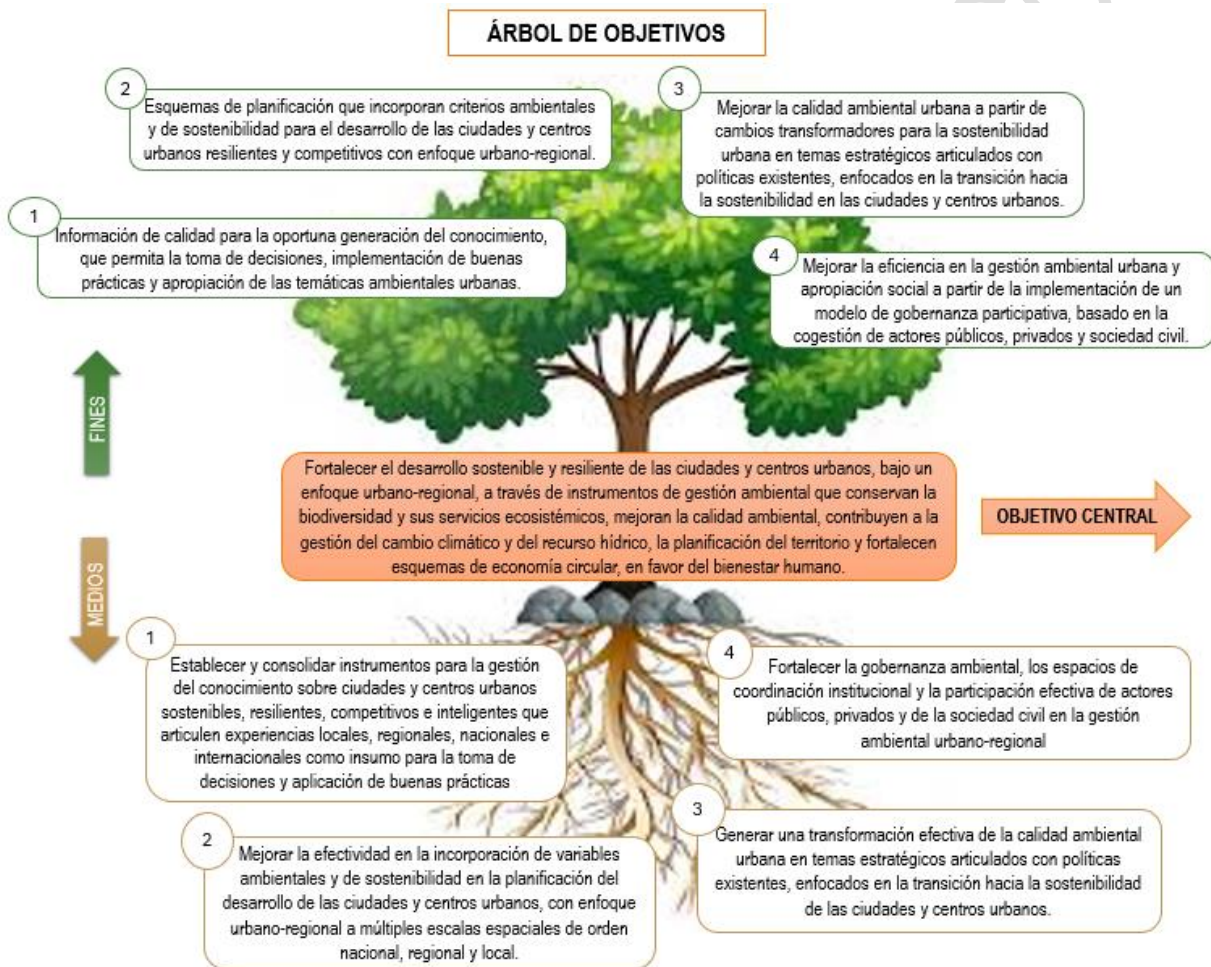 ÁRBOL DE OBJETIVOS
2
Esquemas de planificación que incorporan criterios ambientales
y de sostenibilidad para el desarrollo de las ciudades y centros
urbanos resilientes y competitivos con enfoque urbano-regional.
3
Mejorar la calidad ambiental urbana a partir de
cambios transformadores para la sostenibilidad
urbana en temas estratégicos articulados con
políticas existentes, enfocados en la transición hacia
la sostenibilidad en las ciudades y centros urbanos.
1
Información de calidad para la oportuna generación del conocimiento,
que permita la toma de decisiones, implementación de buenas
prácticas y apropiación de las temáticas ambientales urbanas.
4
Mejorar la eficiencia en la gestión ambiental urbana y
apropiación social a partir de la implementación de un
modelo de gobernanza participativa, basado en la
cogestión de actores públicos, privados y sociedad civil.
FINES
Fortalecer el desarrollo sostenible y resiliente de las ciudades y centros urbanos, bajo un
enfoque urbano-regional, a través de instrumentos de gestión ambiental que conservan la
biodiversidad y sus servicios ecosistémicos, mejoran la calidad ambiental, contribuyen a la
gestión del cambio climático y del recurso hídrico, la planificación del territorio y fortalecen
esquemas de economía circular, en favor del bienestar humano.
OBJETIVO CENTRAL
MEDIOS
1
Establecer y consolidar instrumentos para la gestión
del conocimiento sobre ciudades y centros urbanos
sostenibles, resilientes, competitivos e inteligentes que
articulen experiencias locales, regionales, nacionales e
internacionales como insumo para la toma de
decisiones y aplicación de buenas prácticas
4
Fortalecer la gobernanza ambiental, los espacios de
coordinación institucional y la participación efectiva de actores
públicos, privados y de la sociedad civil en la gestión
ambiental urbano-regional
2
Mejorar la efectividad en la incorporación de variables
ambientales y de sostenibilidad en la planificación del
desarrollo de las ciudades y centros urbanos, con enfoque
urbano-regional a múltiples escalas espaciales de orden
nacional, regional y local.
3
Generar una transformación efectiva de la calidad ambiental
urbana en temas estratégicos articulados con políticas
existentes, enfocados en la transición hacia la sostenibilidad
de las ciudades y centros urbanos.